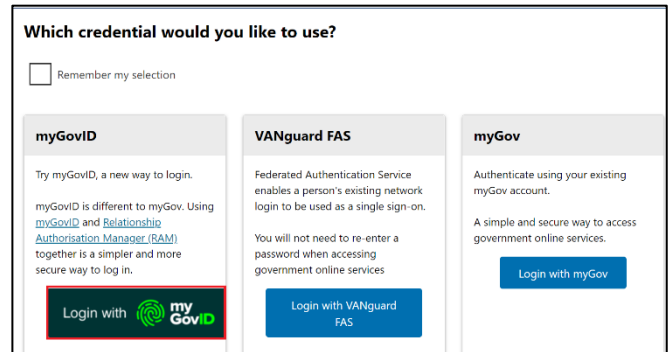 Which credential would you like to use?
Remember my selection
myGovID
Try myGovID, a new way to login.
myGovID is different to myGov. Using
myGovID and Relationship
Authorisation Manager (RAM)
together is a simpler and more
secure way to log in.
Login with my GovID
VANguard FAS
Federated Authentication Service
enables a person's existing network
login to be used as a single sign-on.
You will not need to re-enter a
password when accessing
government online services
Login with VANguard
FAS
myGov
Authenticate using your existing
myGov account.
A simple and secure way to access
government online services.
Login with myGov